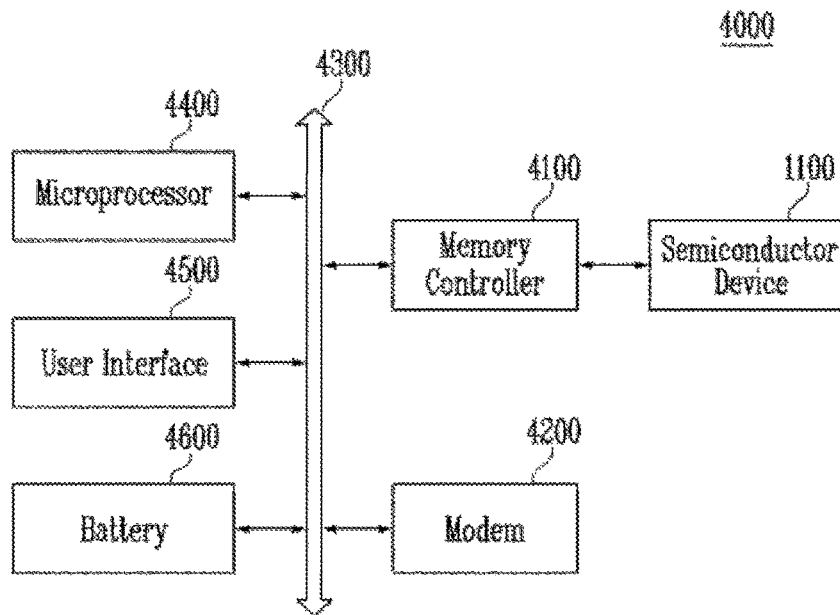 4000
4300
4400
Microprocessor
4100
Memory
Controller
1100
Semiconductor
Device
4500
User Interface
4600
Battery
4200
Modem